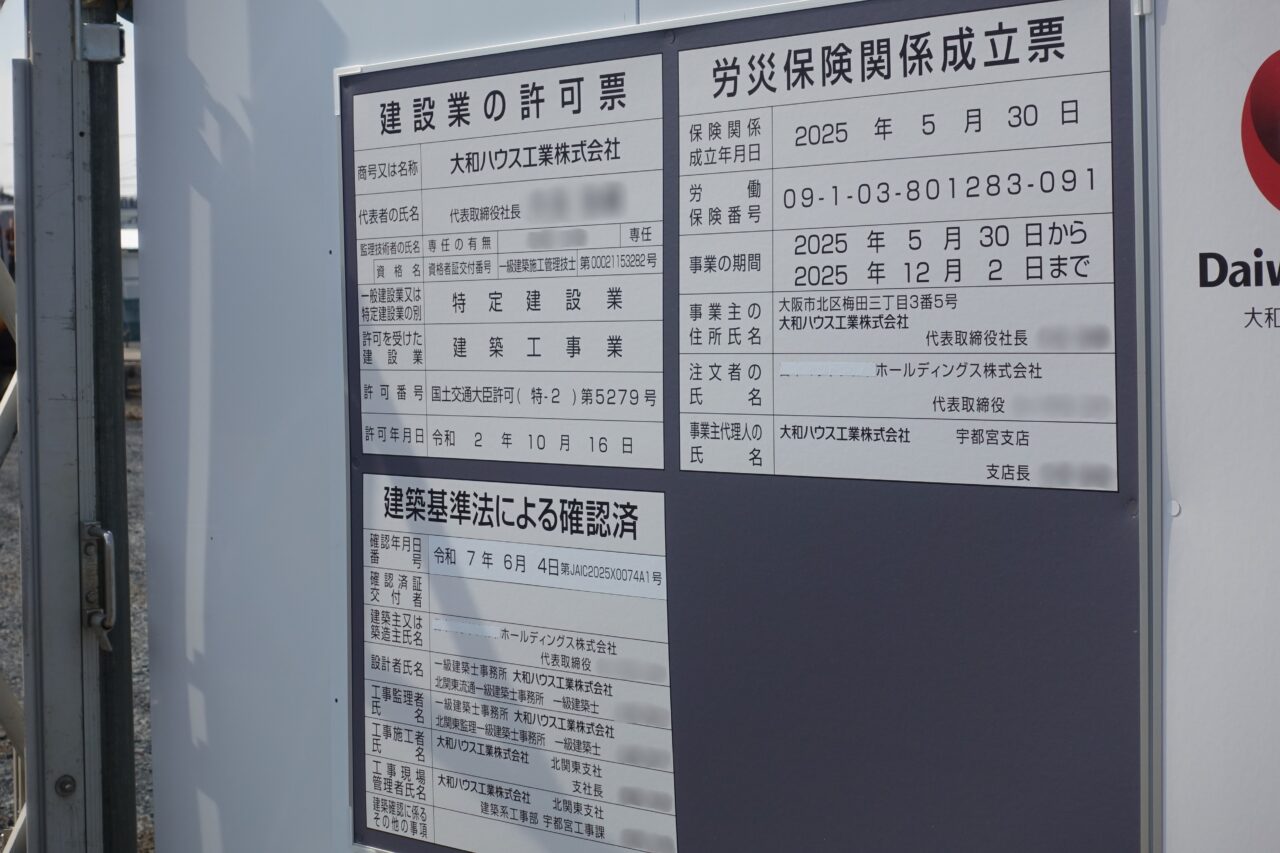 建設業の許可票
商号又は名称 大和ハウス工業株式会社
代表者の氏名 代表取締役社長
監理技術者の氏名 専任の有無 専任
資格名 資格者証交付番号 一級建築施工管理技士 第00021153282号
一般建設業又は
特定建設業の別 特定建設業
許可を受けた
建設業 建築工事業
許可番号 国土交通大臣許可(特-2)第5279号
許可年月日 令和 2 年 10 月 16 日
労災保険関係成立票
保険関係
成立年月日 2025 年 5 月 30 日
労働
保険番号 09-1-03-801283-091
事業の期間 2025 年 5 月 30 日から
2025 年 12 月 2 日まで
事業主の
住所氏名 大阪市北区梅田三丁目3番5号
大和ハウス工業株式会社
代表取締役社長
注文者の
氏名 ホールディングス株式会社
代表取締役
事業主代理人の
氏名 大和ハウス工業株式会社 宇都宮支店
支店長
建築基準法による確認済
確認年月日
番号 令和 7 年 6月 4日第JAIC2025X0074A1号
確認済証
交付者
建築主又は
築造主氏名 ホールディングス株式会社
代表取締役
設計者氏名 一級建築士事務所 大和ハウス工業株式会社
北関東流通一級建築士事務所 一級建築士
工事監理者
氏名 一級建築士事務所 大和ハウス工業株式会社
北関東監理一級建築士事務所 一級建築士
工事施工者
氏名 大和ハウス工業株式会社 北関東支社
支社長
工事現場
管理者氏名 大和ハウス工業株式会社 北関東支社
建築系工事部 宇都宮工事課
建築確認に係る
その他の事項
Daiw
大和